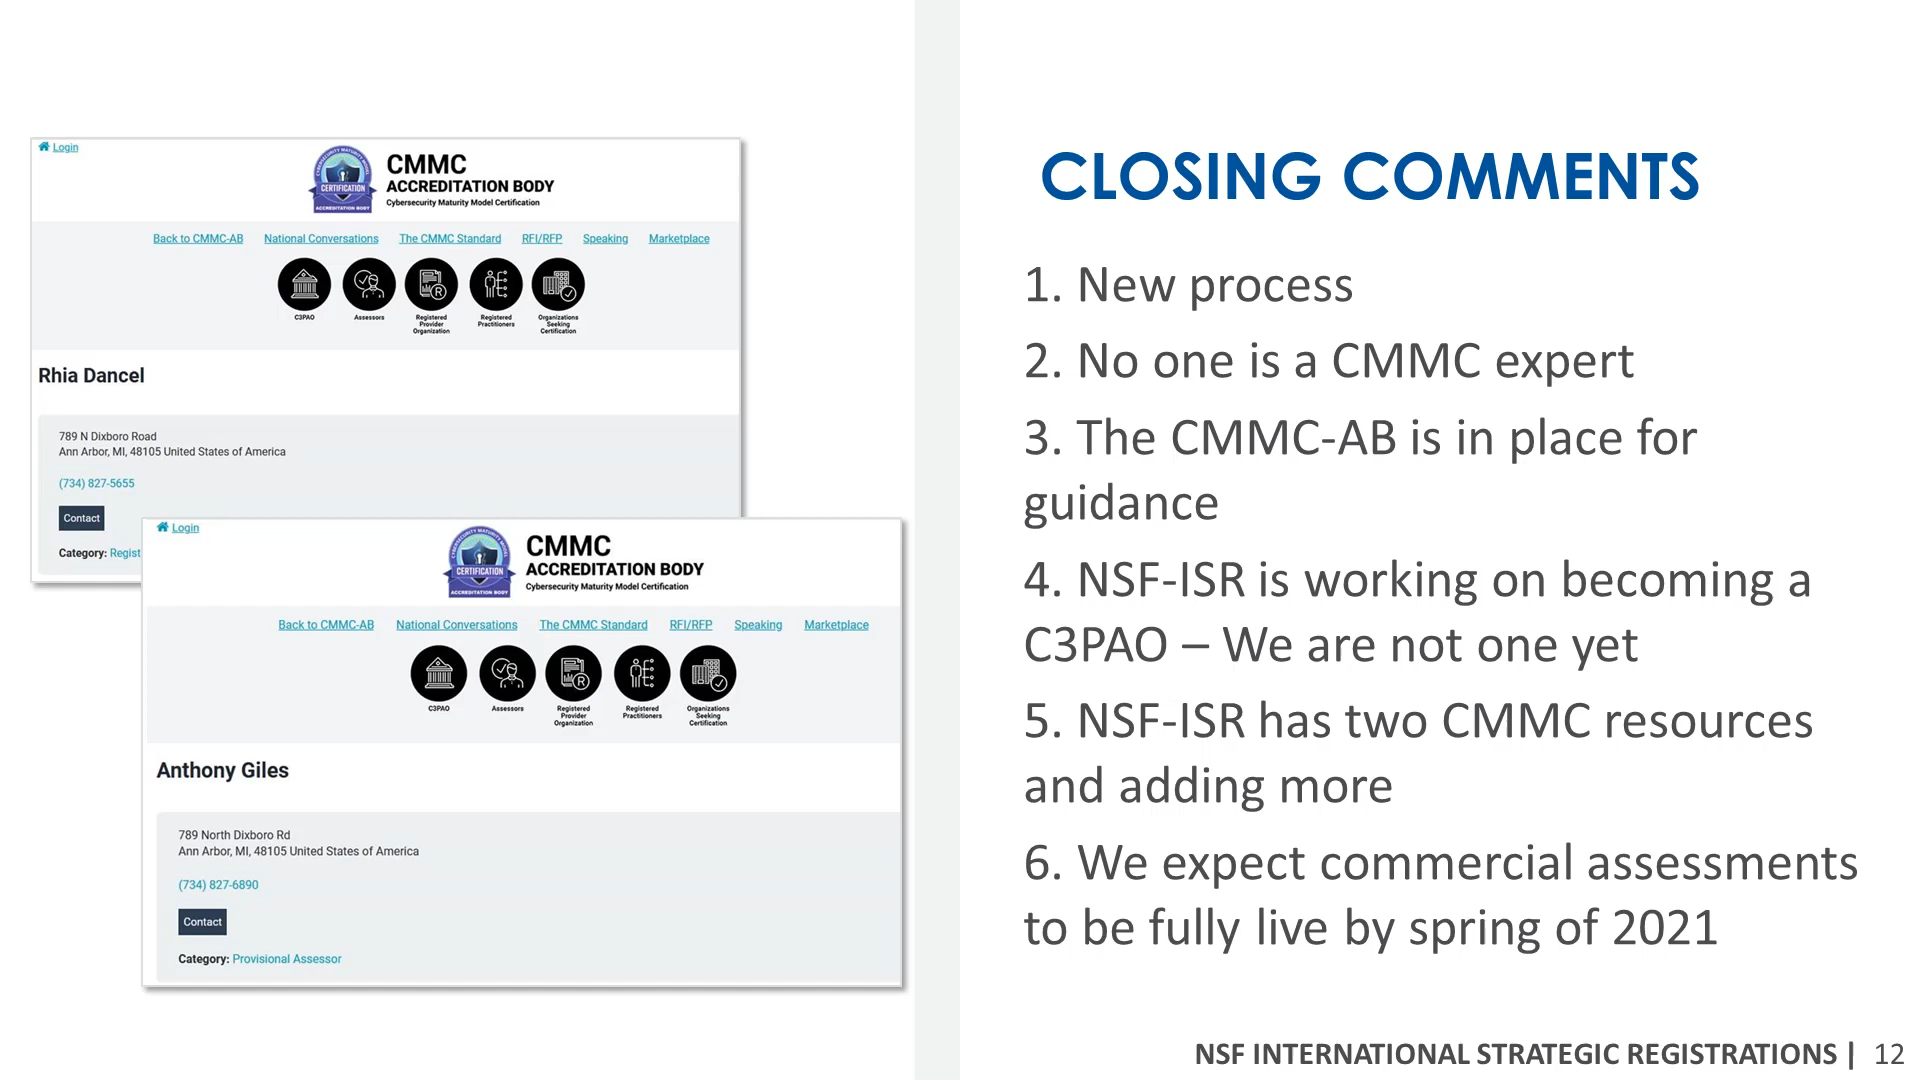 Login
CERTIFICATION
ACCREDITATION BODY
CMMC
ACCREDITATION BODY
Cybersecurity Maturity Model Certification
Back to CMMC-AB National Conversations The CMMC Standard RFI/RFP Speaking Marketplace
C3PAO
Assessors
Registered
Provider
Organization
Registered
Practitioners
Organizations
Seeking
Certification
Rhia Dancel
789 N Dixboro Road
Ann Arbor, MI, 48105 United States of America
(734) 827-5655
Contact
Category: Regist
Login
CERTIFICATION
ACCREDITATION BODY
CMMC
ACCREDITATION BODY
Cybersecurity Maturity Model Certification
Back to CMMC-AB National Conversations The CMMC Standard RFI/RFP Speaking Marketplace
C3PAO
Assessors
Registered
Provider
Organization
Registered
Practitioners
Organizations
Seeking
Certification
Anthony Giles
789 North Dixboro Rd
Ann Arbor, MI, 48105 United States of America
(734) 827-6890
Contact
Category: Provisional Assessor
CLOSING COMMENTS
1. New process
2. No one is a CMMC expert
3. The CMMC-AB is in place for
guidance
4. NSF-ISR is working on becoming a
C3PAO – We are not one yet
5. NSF-ISR has two CMMC resources
and adding more
6. We expect commercial assessments
to be fully live by spring of 2021
NSF INTERNATIONAL STRATEGIC REGISTRATIONS | 12